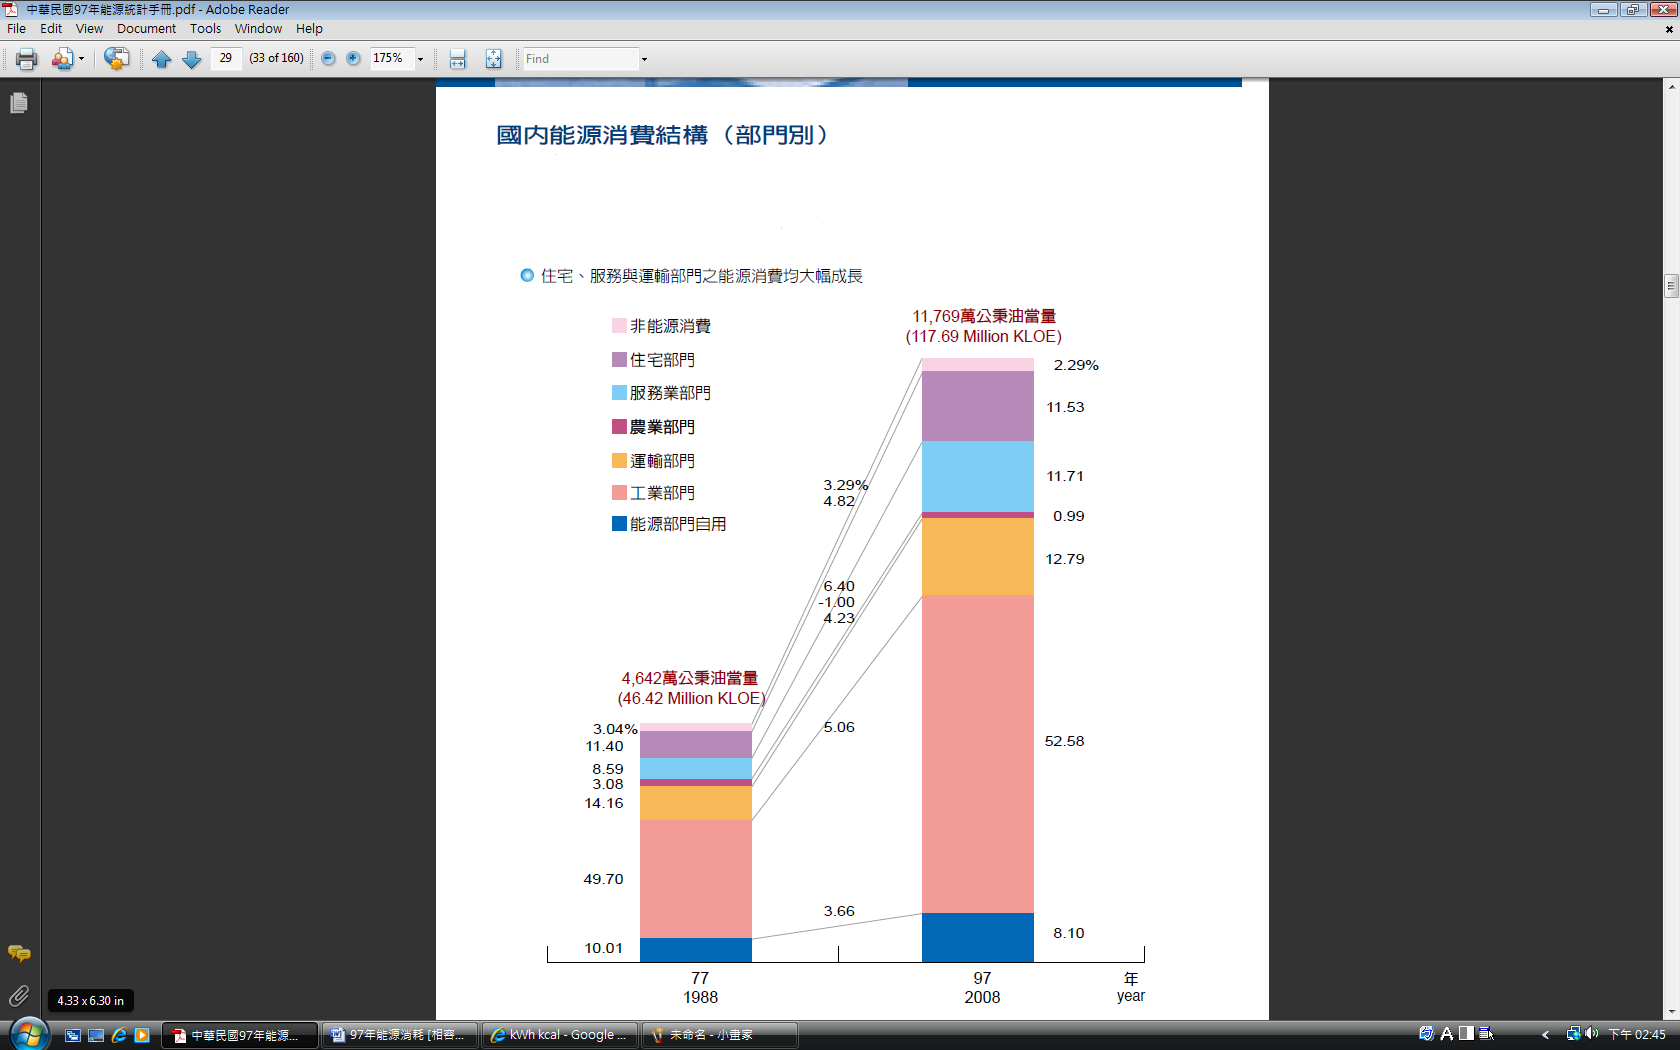 中華民國97年能源統計手冊.pdf - Adobe Reader
File Edit View Document Tools Window Help
29 (33 of 160) 175% Find
國內能源消費結構（部門別）
住宅、服務與運輸部門之能源消費均大幅成長
11,769萬公秉油當量
(117.69 Million KLOE)
非能源消費
住宅部門
服務業部門
農業部門
運輸部門
工業部門
能源部門自用
2.29%
11.53
11.71
0.99
12.79
52.58
8.10
3.29%
4.82
6.40
-1.00
4.23
5.06
3.66
4,642萬公秉油當量
(46.42 Million KLOE)
3.04%
11.40
8.59
3.08
14.16
49.70
10.01
77 97 年
1988 2008 year
4.33 x 6.30 in
中華民國97年能源... 97年能源消耗 [相容... kWh kcal - Google ... 未命名 - 小畫家 A 下午 02:45